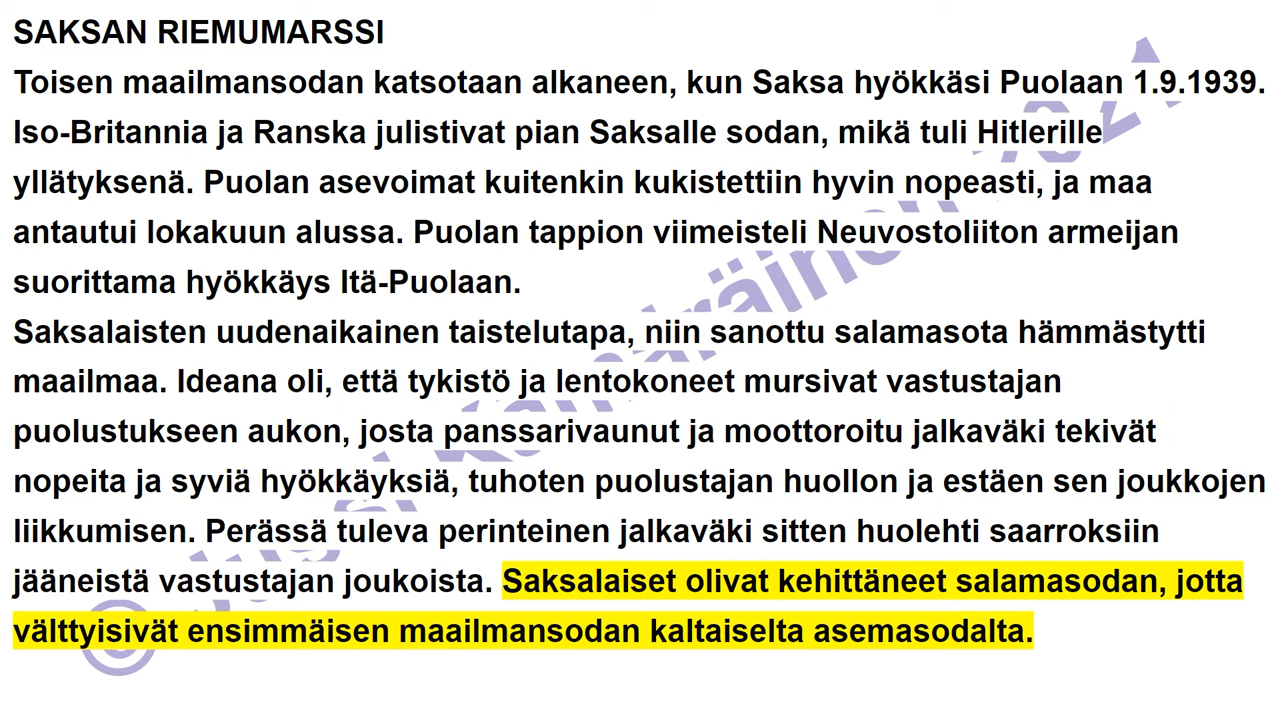 SAKSAN RIEMUMARSSI
Toisen maailmansodan katsotaan alkaneen, kun Saksa hyökkäsi Puolaan 1.9.1939.
Iso-Britannia ja Ranska julistivat pian Saksalle sodan, mikä tuli Hitlerille
yllätyksenä. Puolan asevoimat kuitenkin kukistettiin hyvin nopeasti, ja maa
antautui lokakuun alussa. Puolan tappion viimeisteli Neuvostoliiton armeijan
suorittama hyökkäys Itä-Puolaan.
Saksalaisten uudenaikainen taistelutapa, niin sanottu salamasota hämmästytti
maailmaa. Ideana oli, että tykistö ja lentokoneet mursivat vastustajan
puolustukseen aukon, josta panssarivaunut ja moottoroitu jalkaväki tekivät
nopeita ja syviä hyökkäyksiä, tuhoten puolustajan huollon ja estäen sen joukkojen
liikkumisen. Perässä tuleva perinteinen jalkaväki sitten huolehti saarroksiin
jääneistä vastustajan joukoista. Saksalaiset olivat kehittäneet salamasodan, jotta
välttyisivät ensimmäisen maailmansodan kaltaiselta asemasodalta.